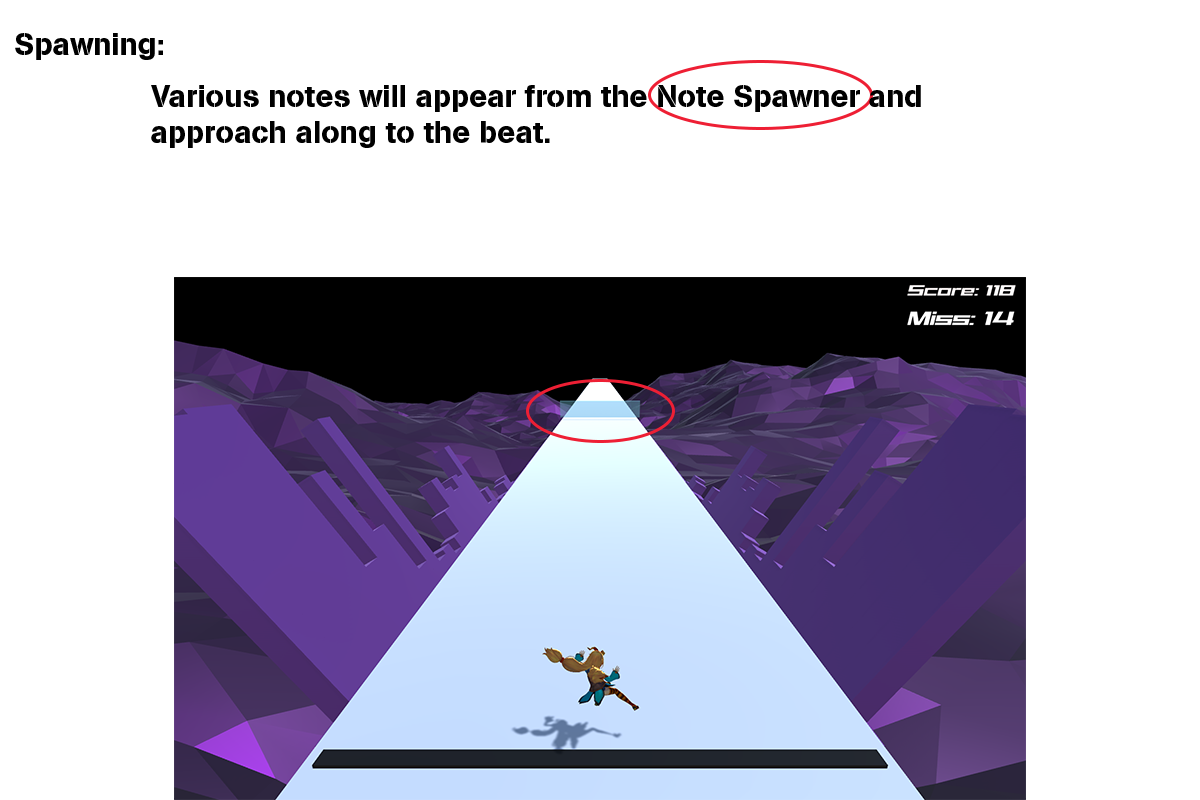 Spawning:
Various notes will appear from the Note Spawner and
approach along to the beat.
Score: 118
Miss: 14